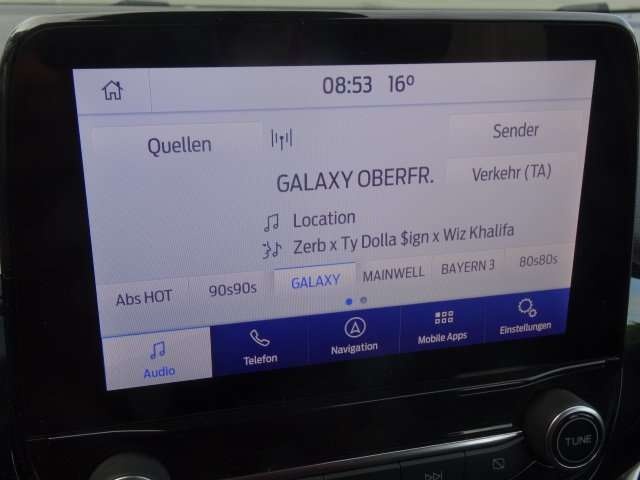 08:53 16°
Quellen
Sender
GALAXY OBERFR.
Verkehr (TA)
Location
Zerb x Ty Dolla $ign x Wiz Khalifa
Abs HOT 90s90s GALAXY MAINWELL BAYERN 3 80s80s
Audio Telefon Navigation Mobile Apps Einstellungen
TUNE